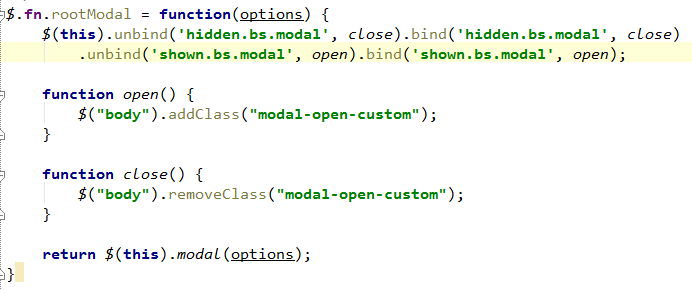 $.fn.rootModal = function(options) {
    $(this).unbind('hidden.bs.modal', close).bind('hidden.bs.modal', close)
        .unbind('shown.bs.modal', open).bind('shown.bs.modal', open);
    function open() {
        $("body").addClass("modal-open-custom");
    }
    function close() {
        $("body").removeClass("modal-open-custom");
    }
    return $(this).modal(options);
}